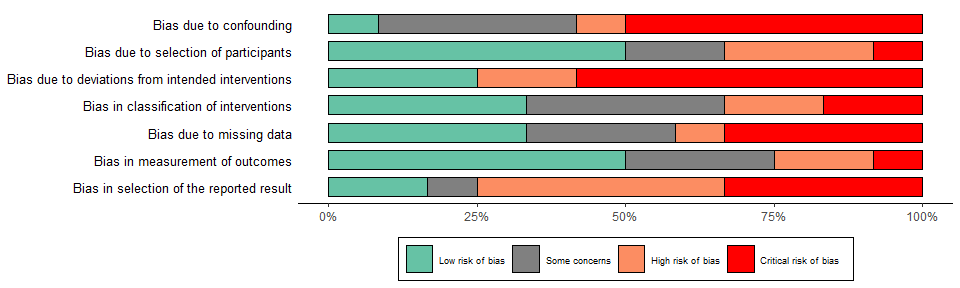 Bias due to confounding
Bias due to selection of participants
Bias due to deviations from intended interventions
Bias in classification of interventions
Bias due to missing data
Bias in measurement of outcomes
Bias in selection of the reported result
0% 25% 50% 75% 100%
Low risk of bias Some concerns High risk of bias Critical risk of bias